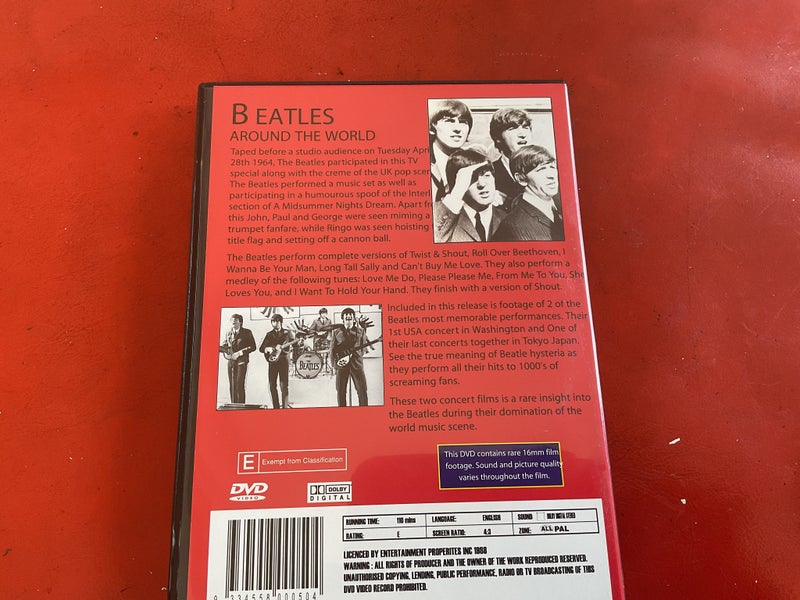 BEATLES
AROUND THE WORLD
Taped before a studio audience on Tuesday Apr
28th 1964, The Beatles participated in this TV
special along with the creme of the UK pop scen
The Beatles performed a music set as well as
participating in a humourous spoof of the Interl
section of A Midsummer Nights Dream. Apart fr
this John, Paul and George were seen miming a
trumpet fanfare, while Ringo was seen hoisting
title flag and setting off a cannon ball.
The Beatles perform complete versions of Twist & Shout, Roll Over Beethoven, I
Wanna Be Your Man, Long Tall Sally and Can't Buy Me Love. They also perform a
medley of the following tunes: Love Me Do, Please Please Me, From Me To You, She
Loves You, and I Want To Hold Your Hand. They finish with a version of Shout.
THE BEATLES
Included in this release is footage of 2 of the
Beatles most memorable performances. Their
1st USA concert in Washington and One of
their last concerts together in Tokyo Japan.
See the true meaning of Beatle hysteria as
they perform all their hits to 1000's of
screaming fans.
These two concert films is a rare insight into
the Beatles during their domination of the
world music scene.
E Exempt from Classification
This DVD contains rare 16mm film
footage. Sound and picture quality
varies throughout the film.
DVD VIDEO
DOLBY DIGITAL
RUNNING TIME: 110 mins LANGUAGE: ENGLISH SOUND DOLBY DIGITAL STEREO
RATING: E SCREEN RATIO: 4:3 ZONE: ALL PAL
LICENCED BY ENTERTAINMENT PROPERITES INC 1988
WARNING : ALL RIGHTS OF PRODUCER AND THE OWNER OF THE WORK REPRODUCED RESERVED.
UNAUTHORISED COPYING, LENDING, PUBLIC PERFORMANCE, RADIO OR TV BROADCASTING OF THIS
DVD VIDEO RECORD PROHIBITED.
9 334558 000504